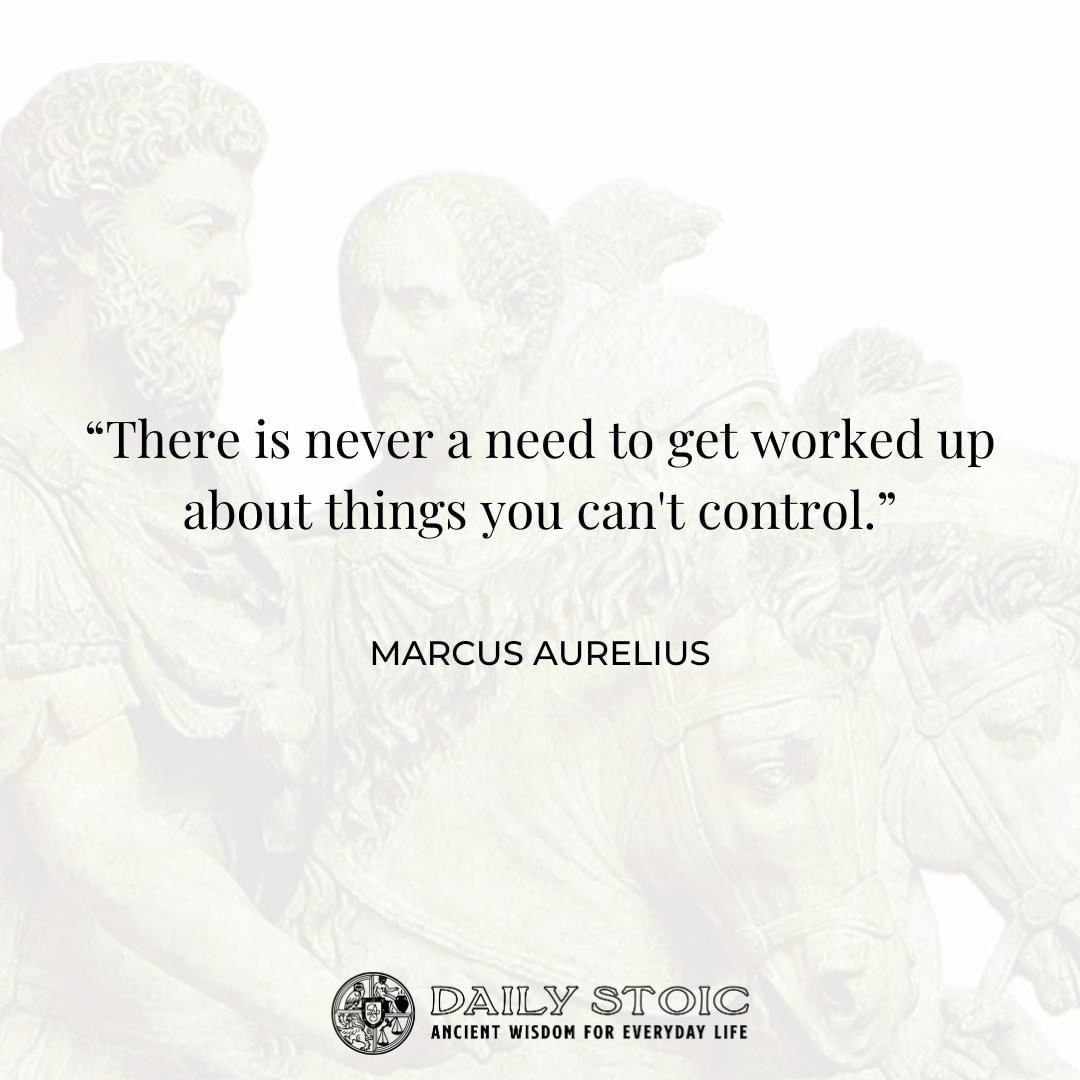 “There is never a need to get worked up
about things you can't control.”
MARCUS AURELIUS
DAILY STOIC
ANCIENT WISDOM FOR EVERYDAY LIFE